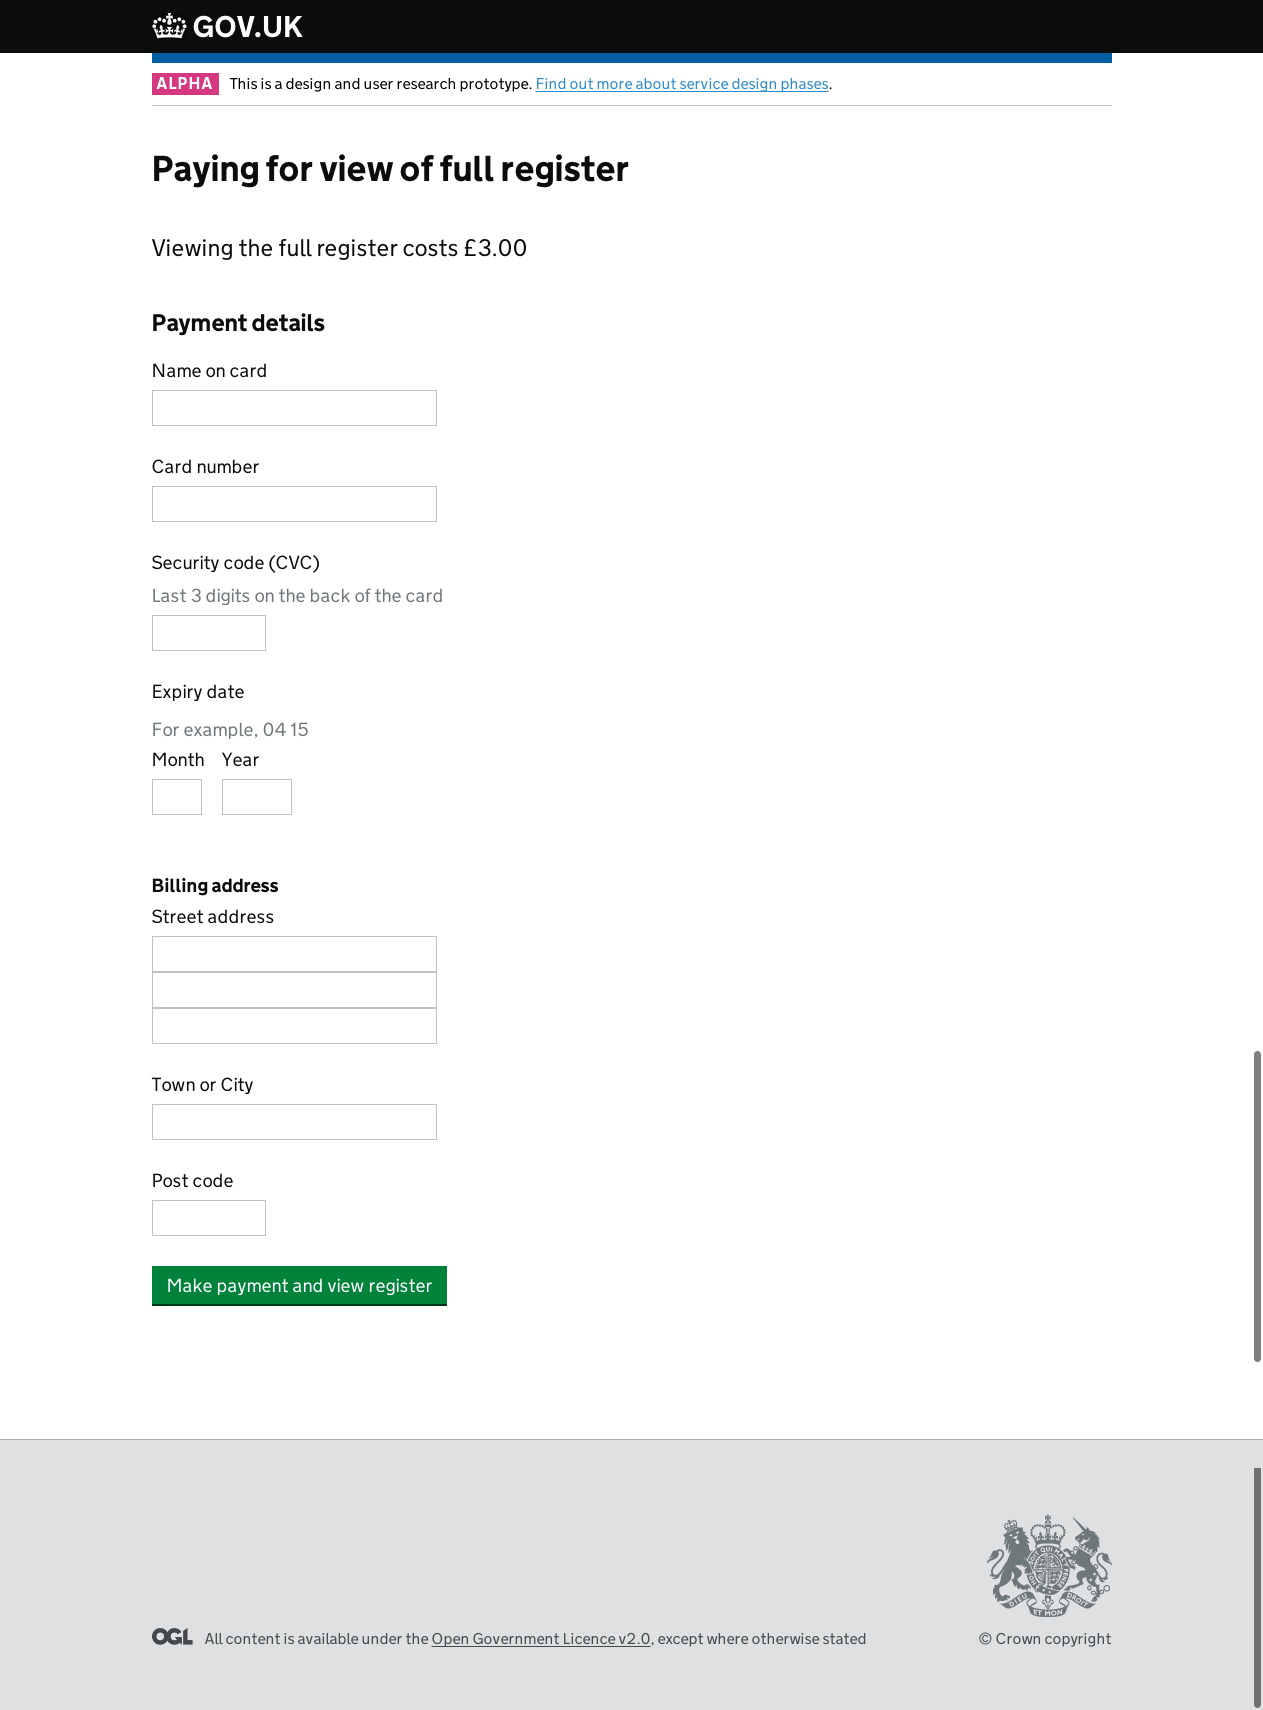 GOV.UK
ALPHA This is a design and user research prototype. Find out more about service design phases.
Paying for view of full register
Viewing the full register costs £3.00
Payment details
Name on card
Card number
Security code (CVC)
Last 3 digits on the back of the card
Expiry date
For example, 04 15
Month Year
Billing address
Street address
Town or City
Post code
Make payment and view register
DIEU ET MON DROIT
OGL All content is available under the Open Government Licence v2.0, except where otherwise stated
© Crown copyright